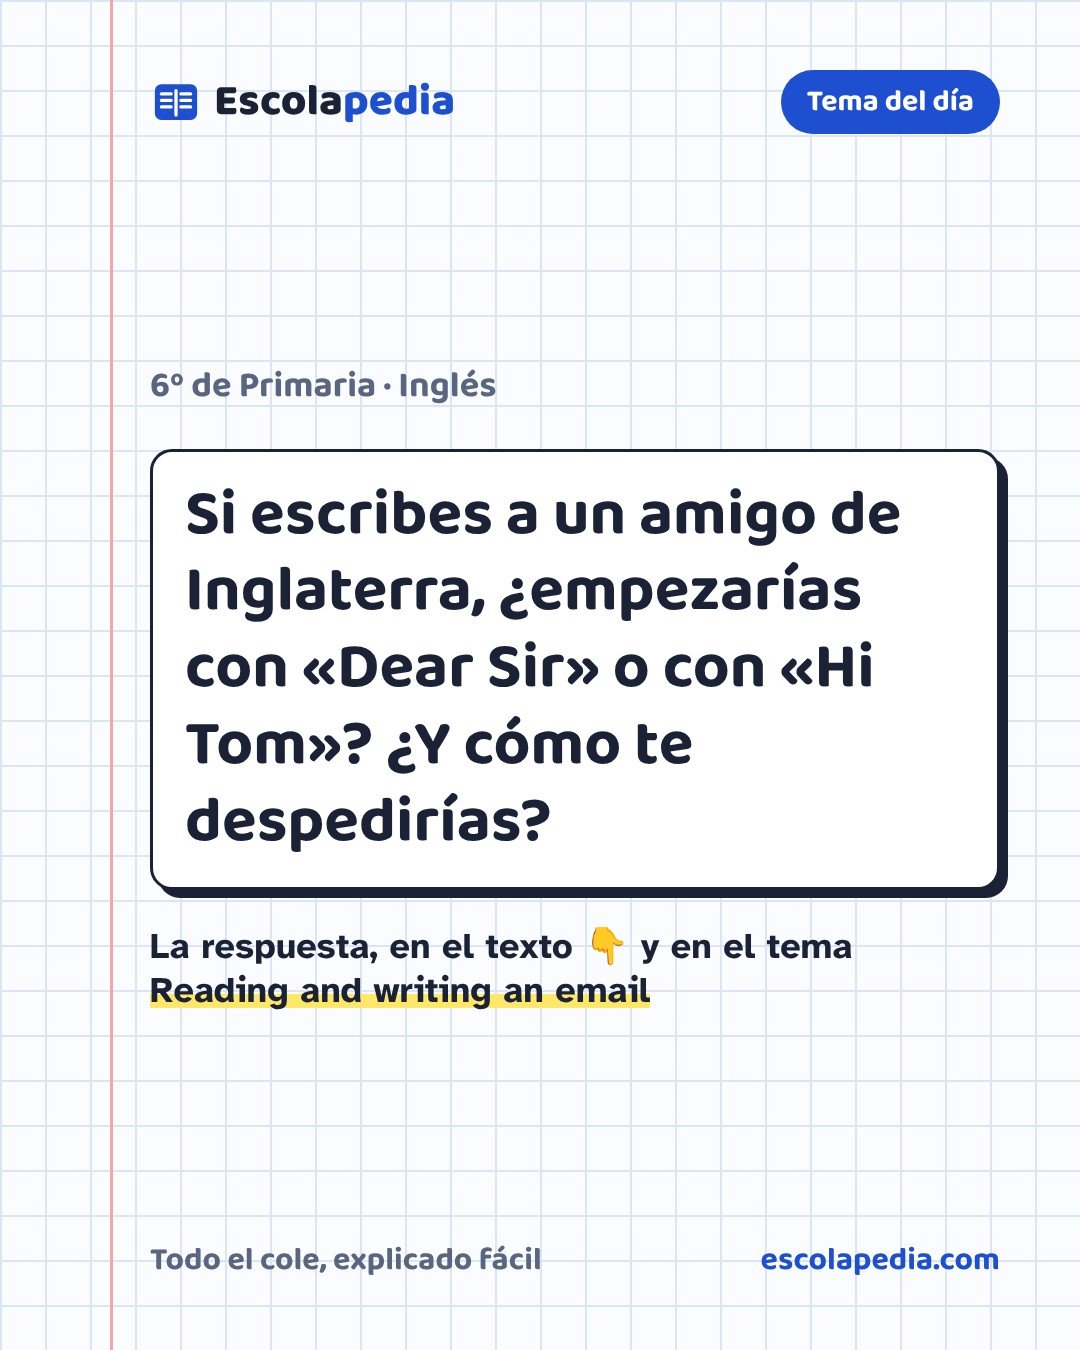 Escolapedia
Tema del día
6º de Primaria · Inglés
Si escribes a un amigo de
Inglaterra, ¿empezarías
con «Dear Sir» o con «Hi
Tom»? ¿Y cómo te
despedirías?
La respuesta, en el texto 👇 y en el tema
Reading and writing an email
Todo el cole, explicado fácil
escolapedia.com